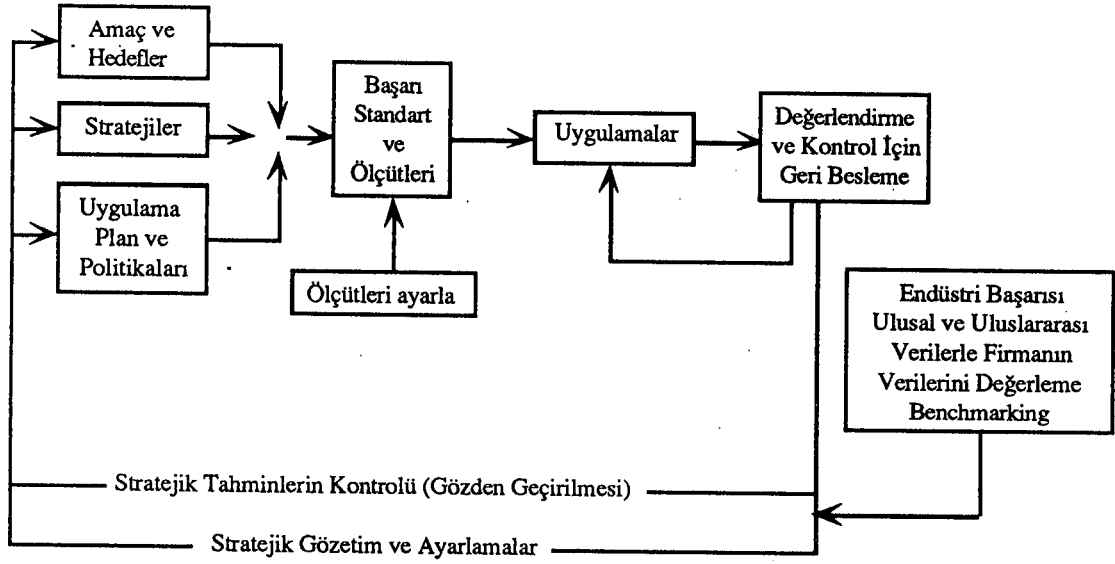 Amaç ve
Hedefler
Stratejiler
Uygulama
Plan ve
Politikaları
Başarı
Standart
ve
Ölçütleri
Ölçütleri ayarla
Uygulamalar
Değerlendirme
ve Kontrol İçin
Geri Besleme
Endüstri Başarısı
Ulusal ve Uluslararası
Verilerle Firmanın
Verilerini Değerleme
Benchmarking
Stratejik Tahminlerin Kontrolü (Gözden Geçirilmesi)
Stratejik Gözetim ve Ayarlamalar